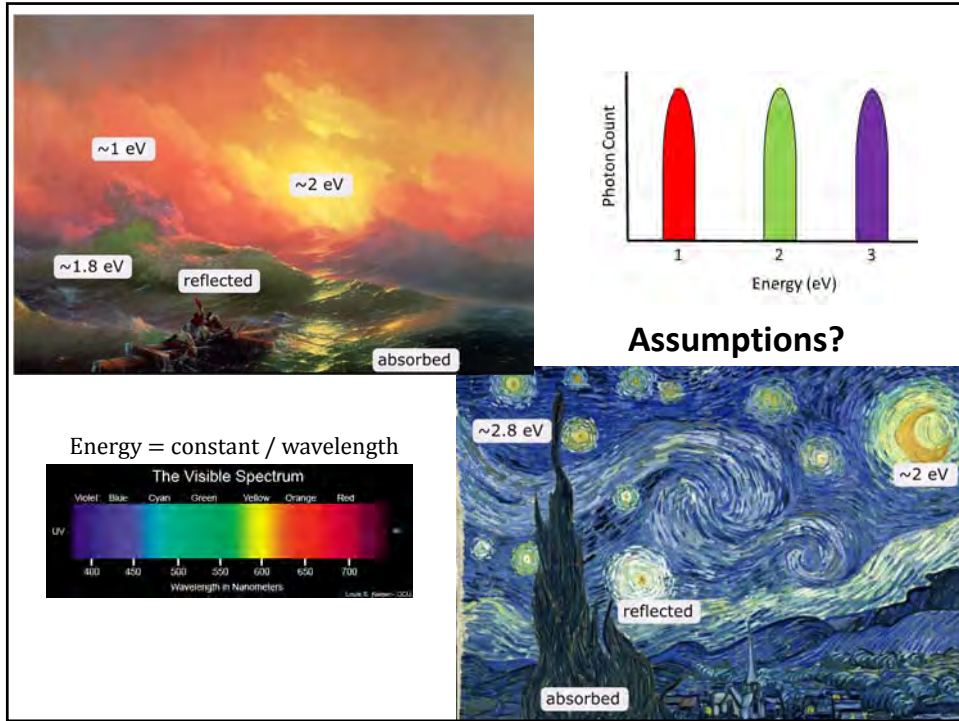 ~1 eV
~2 eV
~1.8 eV
reflected
absorbed
Photon Count
1 2 3
Energy (eV)
Assumptions?
Energy = constant / wavelength
The Visible Spectrum
Violet Blue Cyan Green Yellow Orange Red
UV
400 450 500 550 600 650 700
Wavelength in Nanometers
~2.8 eV
~2 eV
reflected
absorbed